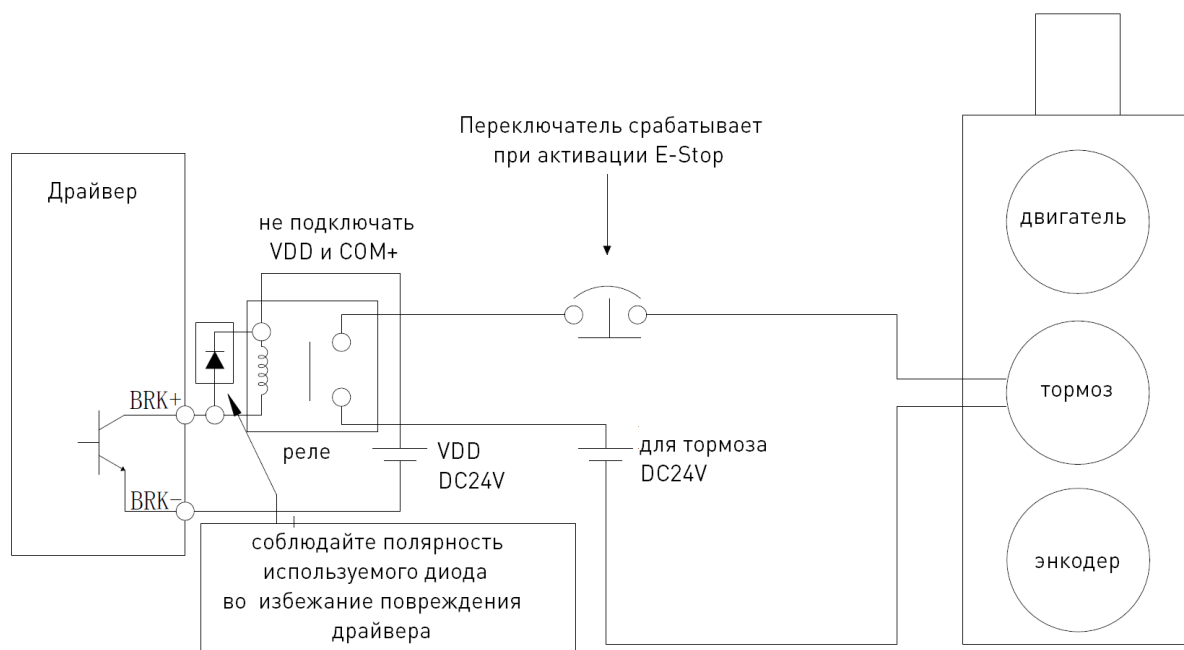 Переключатель срабатывает
при активации E-Stop
Драйвер
не подключать
VDD и COM+
двигатель
BRK+
тормоз
реле
VDD
DC24V
для тормоза
DC24V
BRK-
соблюдайте полярность
используемого диода
во избежание повреждения
драйвера
энкодер